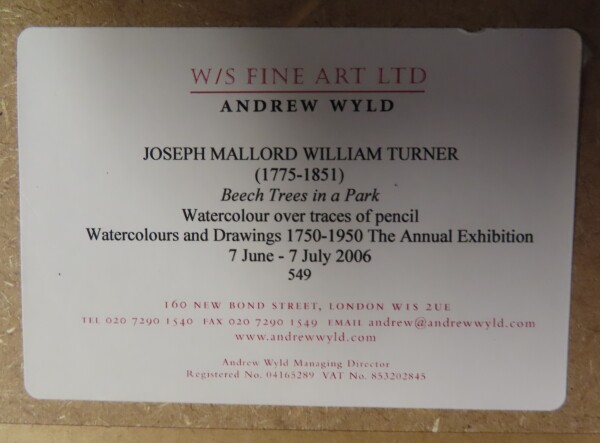 W/S FINE ART LTD
ANDREW WYLD
JOSEPH MALLORD WILLIAM TURNER
(1775-1851)
Beech Trees in a Park
Watercolour over traces of pencil
Watercolours and Drawings 1750-1950 The Annual Exhibition
7 June - 7 July 2006
549
160 NEW BOND STREET, LONDON W1S 2UE
TEL 020 7290 1540 FAX 020 7290 1549 EMAIL andrew@andrewwyld.com
www.andrewwyld.com
Andrew Wyld Managing Director
Registered No. 04165289 VAT No. 853202845